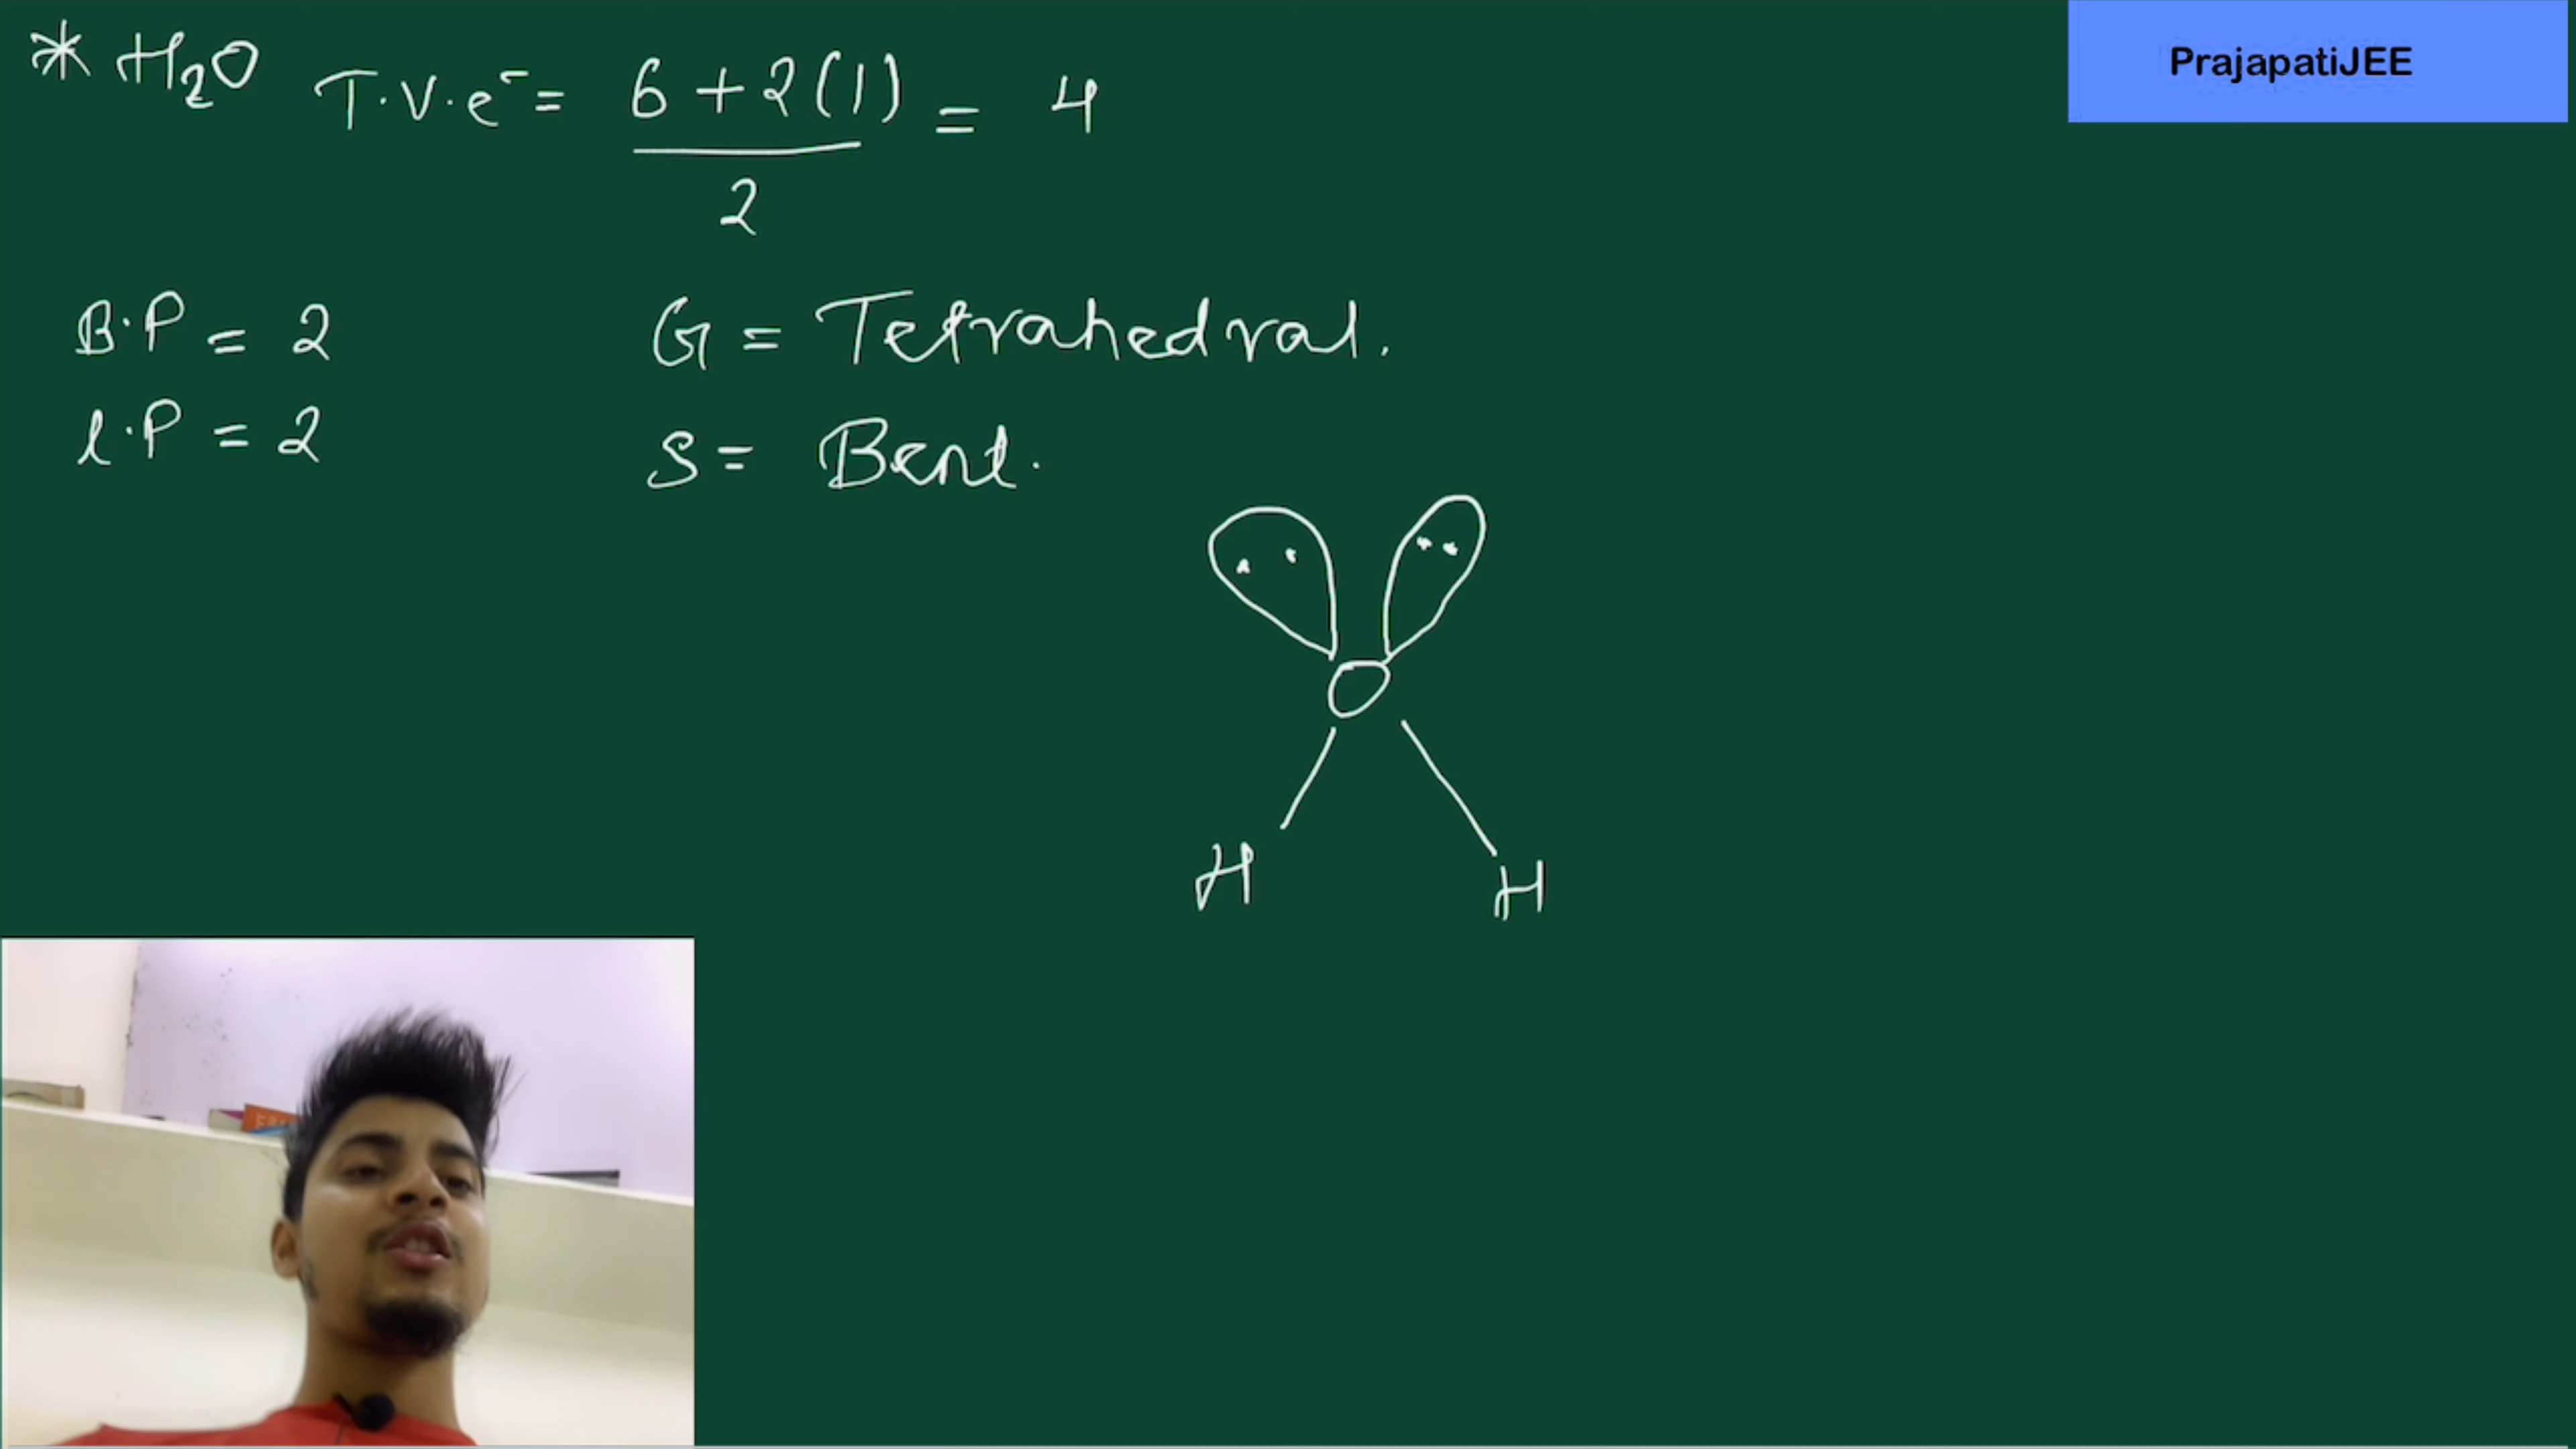 PrajapatiJEE
* H₂O T.V.e⁻ = 6 + 2(1) = 4
2
B.P = 2
l.P = 2
G = Tetrahedral.
S = Bent.
O
H H